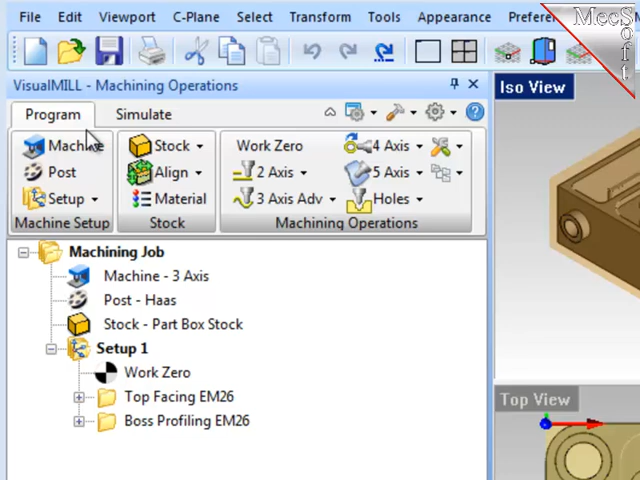 File Edit Viewport C-Plane Select Transform Tools Appearance Prefere
MecSoft
VisualMILL - Machining Operations
Iso View
Program Simulate
Machine Stock Work Zero 4 Axis
Post Align 2 Axis 5 Axis
Setup Material 3 Axis Adv Holes
Machine Setup Stock Machining Operations
Machining Job
Machine - 3 Axis
Post - Haas
Stock - Part Box Stock
Setup 1
Work Zero
Top Facing EM26
Boss Profiling EM26
Top View